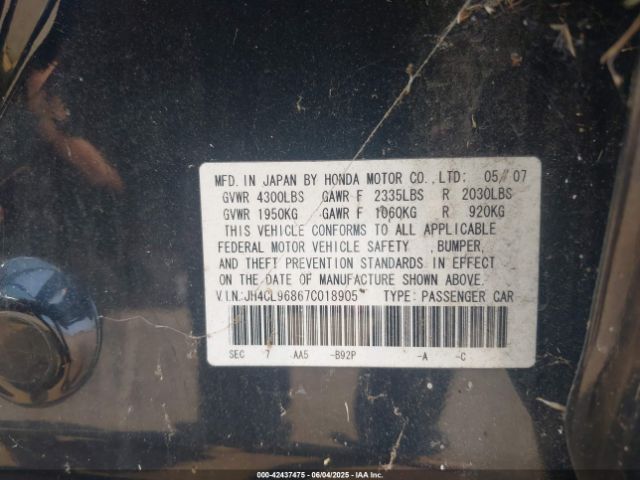 MFD. IN JAPAN BY HONDA MOTOR CO., LTD: 05/07
GVWR 4300LBS GAWR F 2335LBS R 2030LBS
GVWR 1950KG GAWR F 1060KG R 920KG
THIS VEHICLE CONFORMS TO ALL APPLICABLE
FEDERAL MOTOR VEHICLE SAFETY , BUMPER,
AND THEFT PREVENTION STANDARDS IN EFFECT
ON THE DATE OF MANUFACTURE SHOWN ABOVE.
V.I.N.:JH4CL96867C018905 TYPE: PASSENGER CAR
SEC 7 AA5 -B92P -A -C
000-42437475 - 06/04/2025 - IAA Inc.